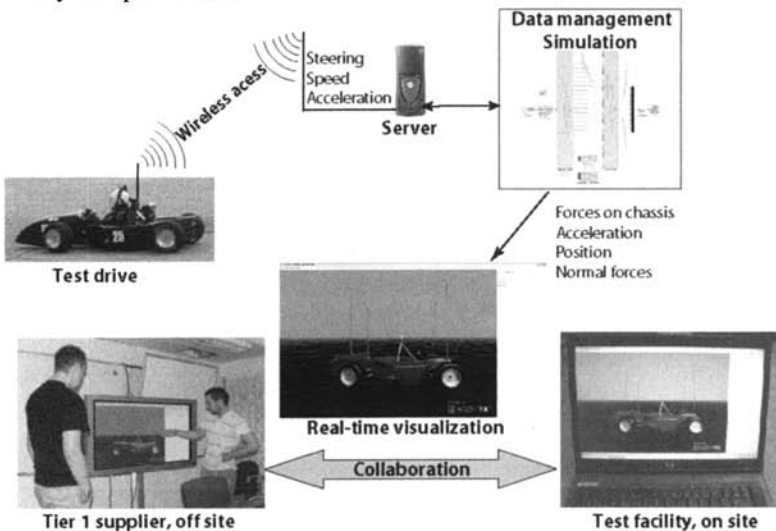 Data management
Simulation
Steering
Speed
Acceleration
Wireless acess
Server
Forces on chassis
Acceleration
Position
Normal forces
28
Test drive
Real-time visualization
Collaboration
Tier 1 supplier, off site
Test facility, on site